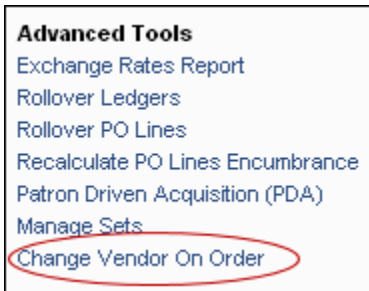 Advanced Tools
Exchange Rates Report
Rollover Ledgers
Rollover PO Lines
Recalculate PO Lines Encumbrance
Patron Driven Acquisition (PDA)
Manage Sets
Change Vendor On Order